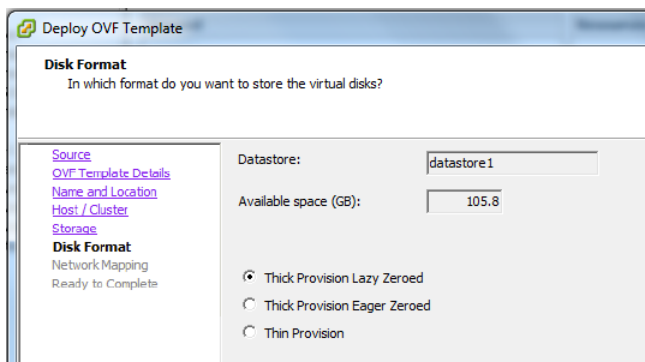 Deploy OVF Template
Disk Format
In which format do you want to store the virtual disks?
Source
OVF Template Details
Name and Location
Host / Cluster
Storage
Disk Format
Network Mapping
Ready to Complete
Datastore:
datastore1
Available space (GB):
105.8
Thick Provision Lazy Zeroed
Thick Provision Eager Zeroed
Thin Provision